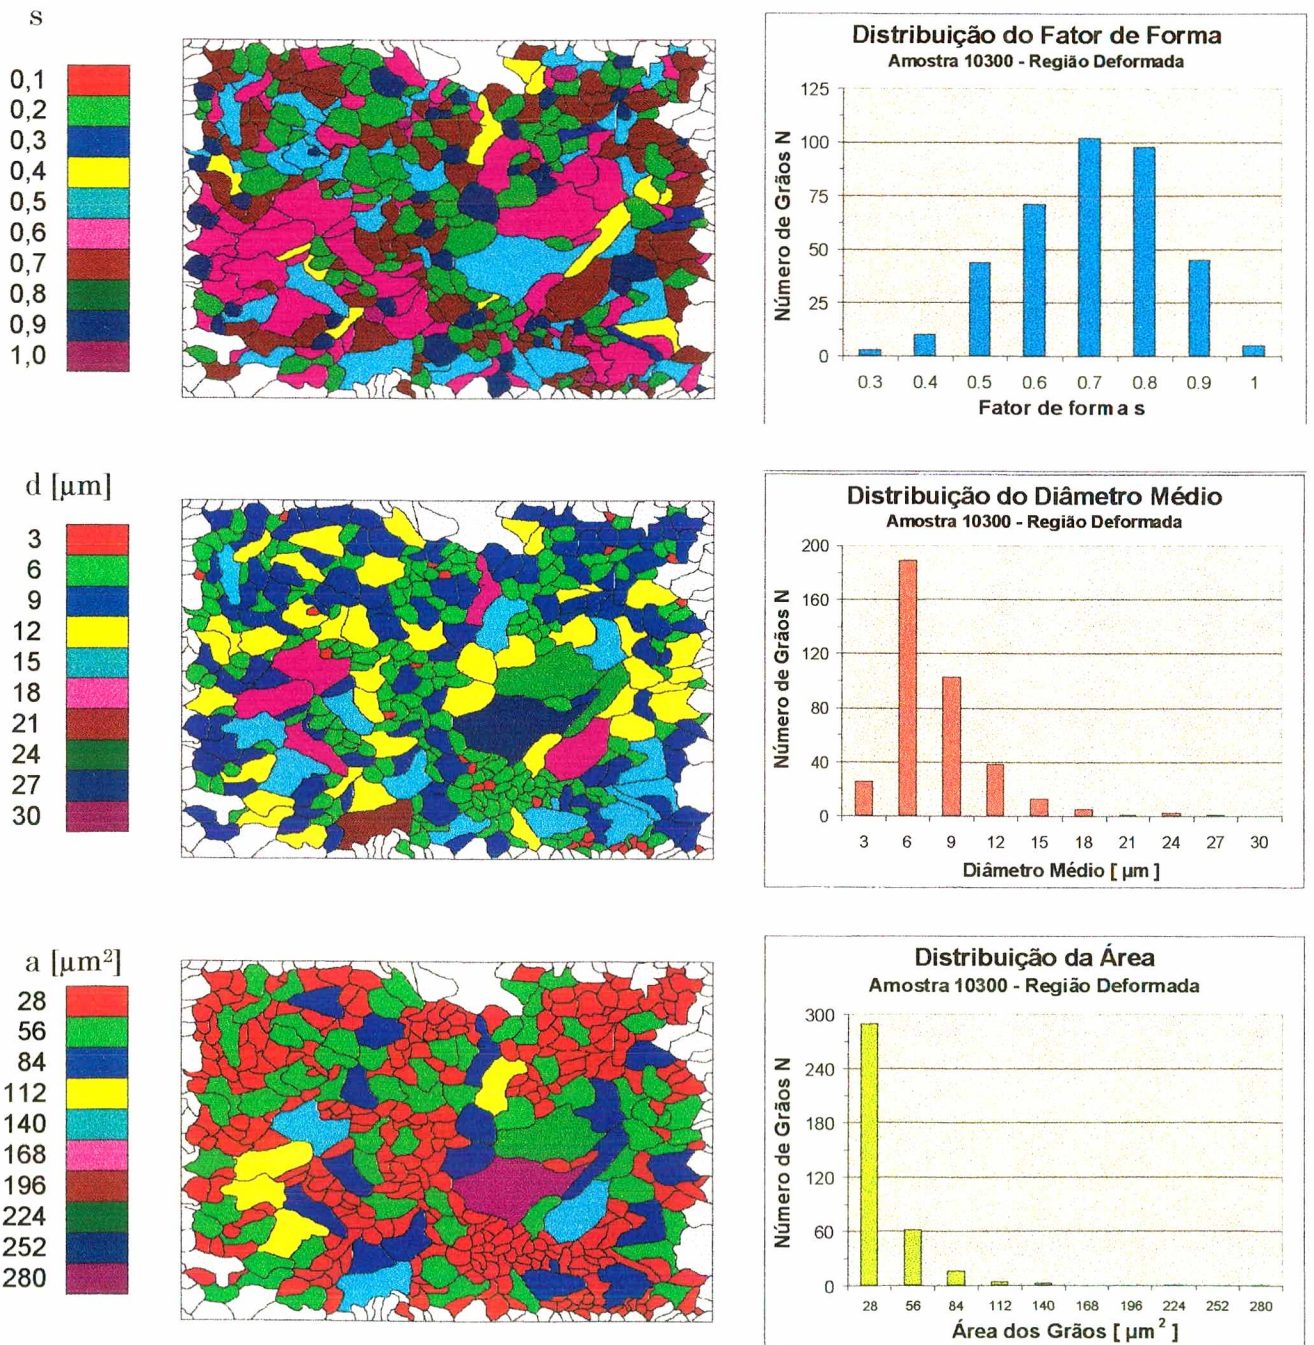 s
0,1
0,2
0,3
0,4
0,5
0,6
0,7
0,8
0,9
1,0
Distribuição do Fator de Forma
Amostra 10300 - Região Deformada
Número de Grãos N
125
100
75
50
25
0
0.3 0.4 0.5 0.6 0.7 0.8 0.9 1
Fator de forma s
d [µm]
3
6
9
12
15
18
21
24
27
30
Distribuição do Diâmetro Médio
Amostra 10300 - Região Deformada
Número de Grãos N
200
160
120
80
40
0
3 6 9 12 15 18 21 24 27 30
Diâmetro Médio [ µm ]
a [µm²]
28
56
84
112
140
168
196
224
252
280
Distribuição da Área
Amostra 10300 - Região Deformada
Número de Grãos N
300
240
180
120
60
0
28 56 84 112 140 168 196 224 252 280
Área dos Grãos [ µm² ]